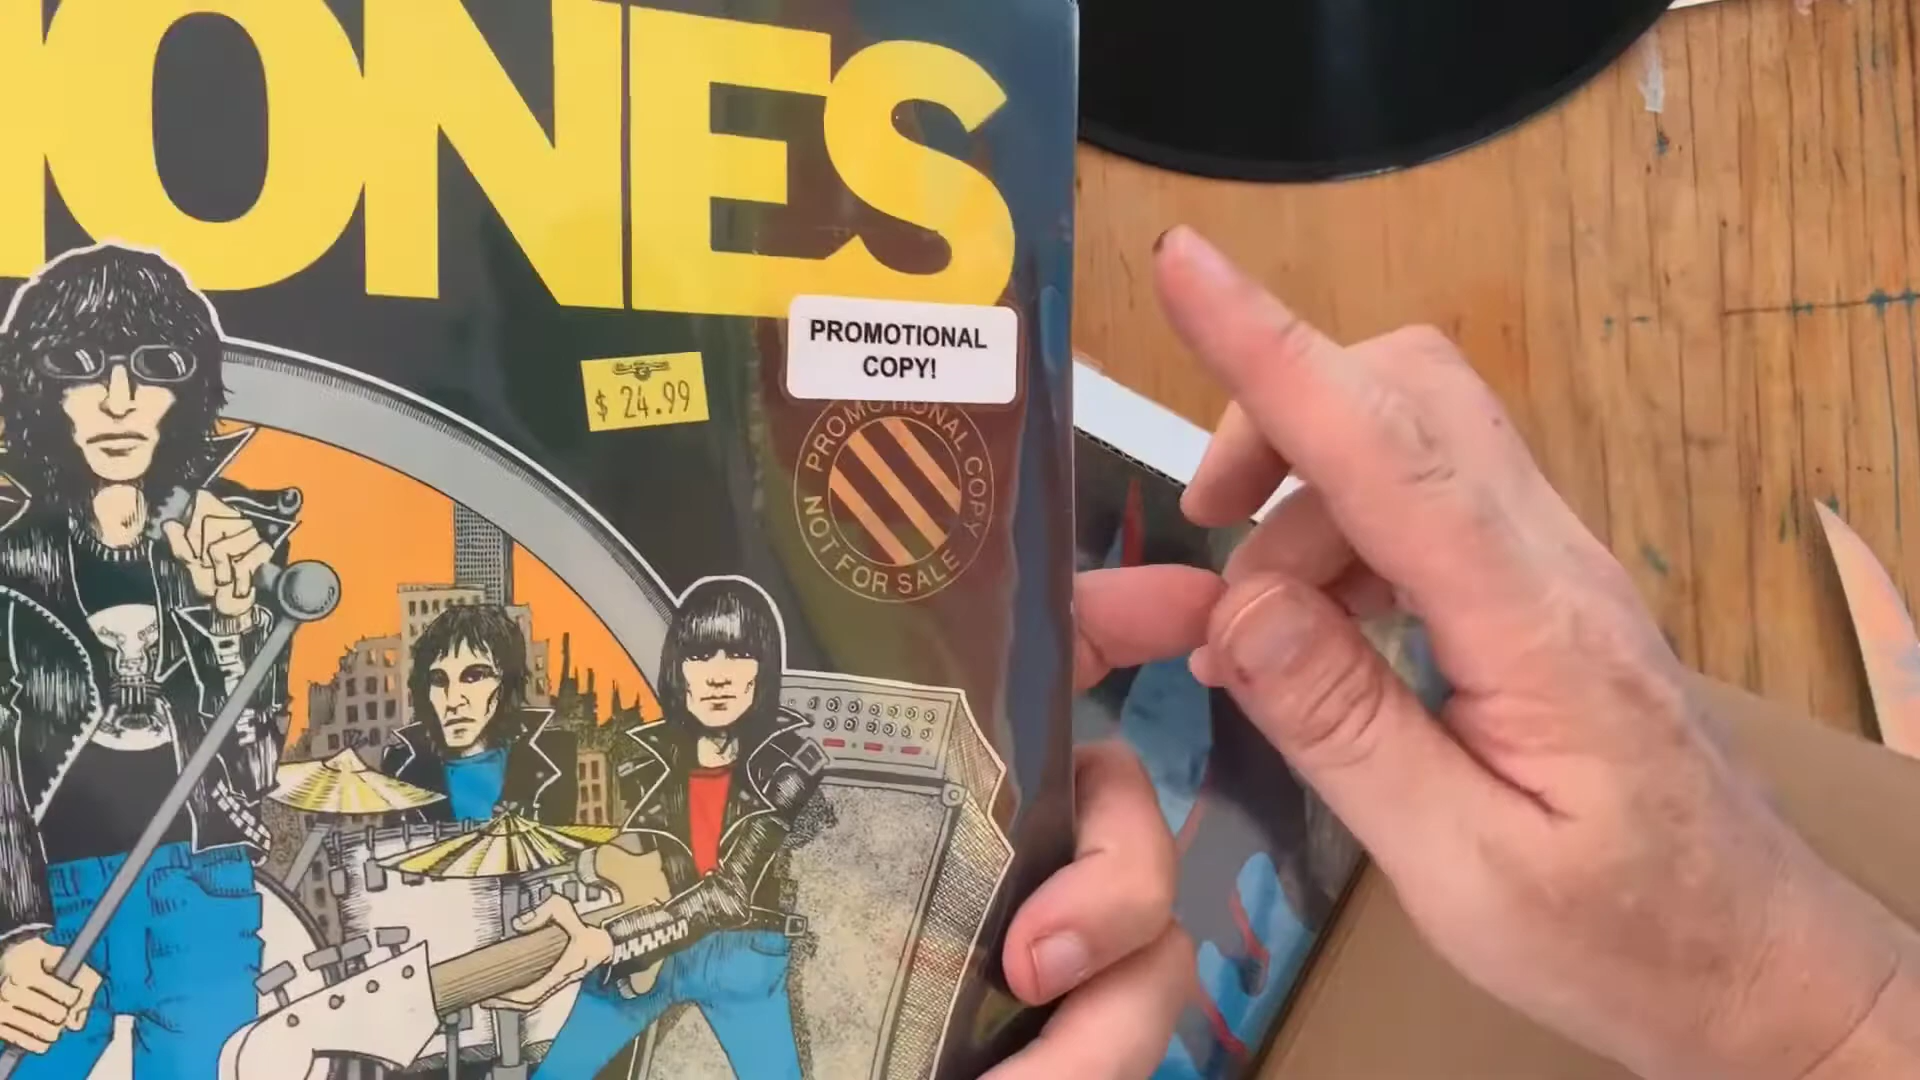 ONES
PROMOTIONAL
COPY!
$ 24.99
PROMOTIONAL COPY
NOT FOR SALE